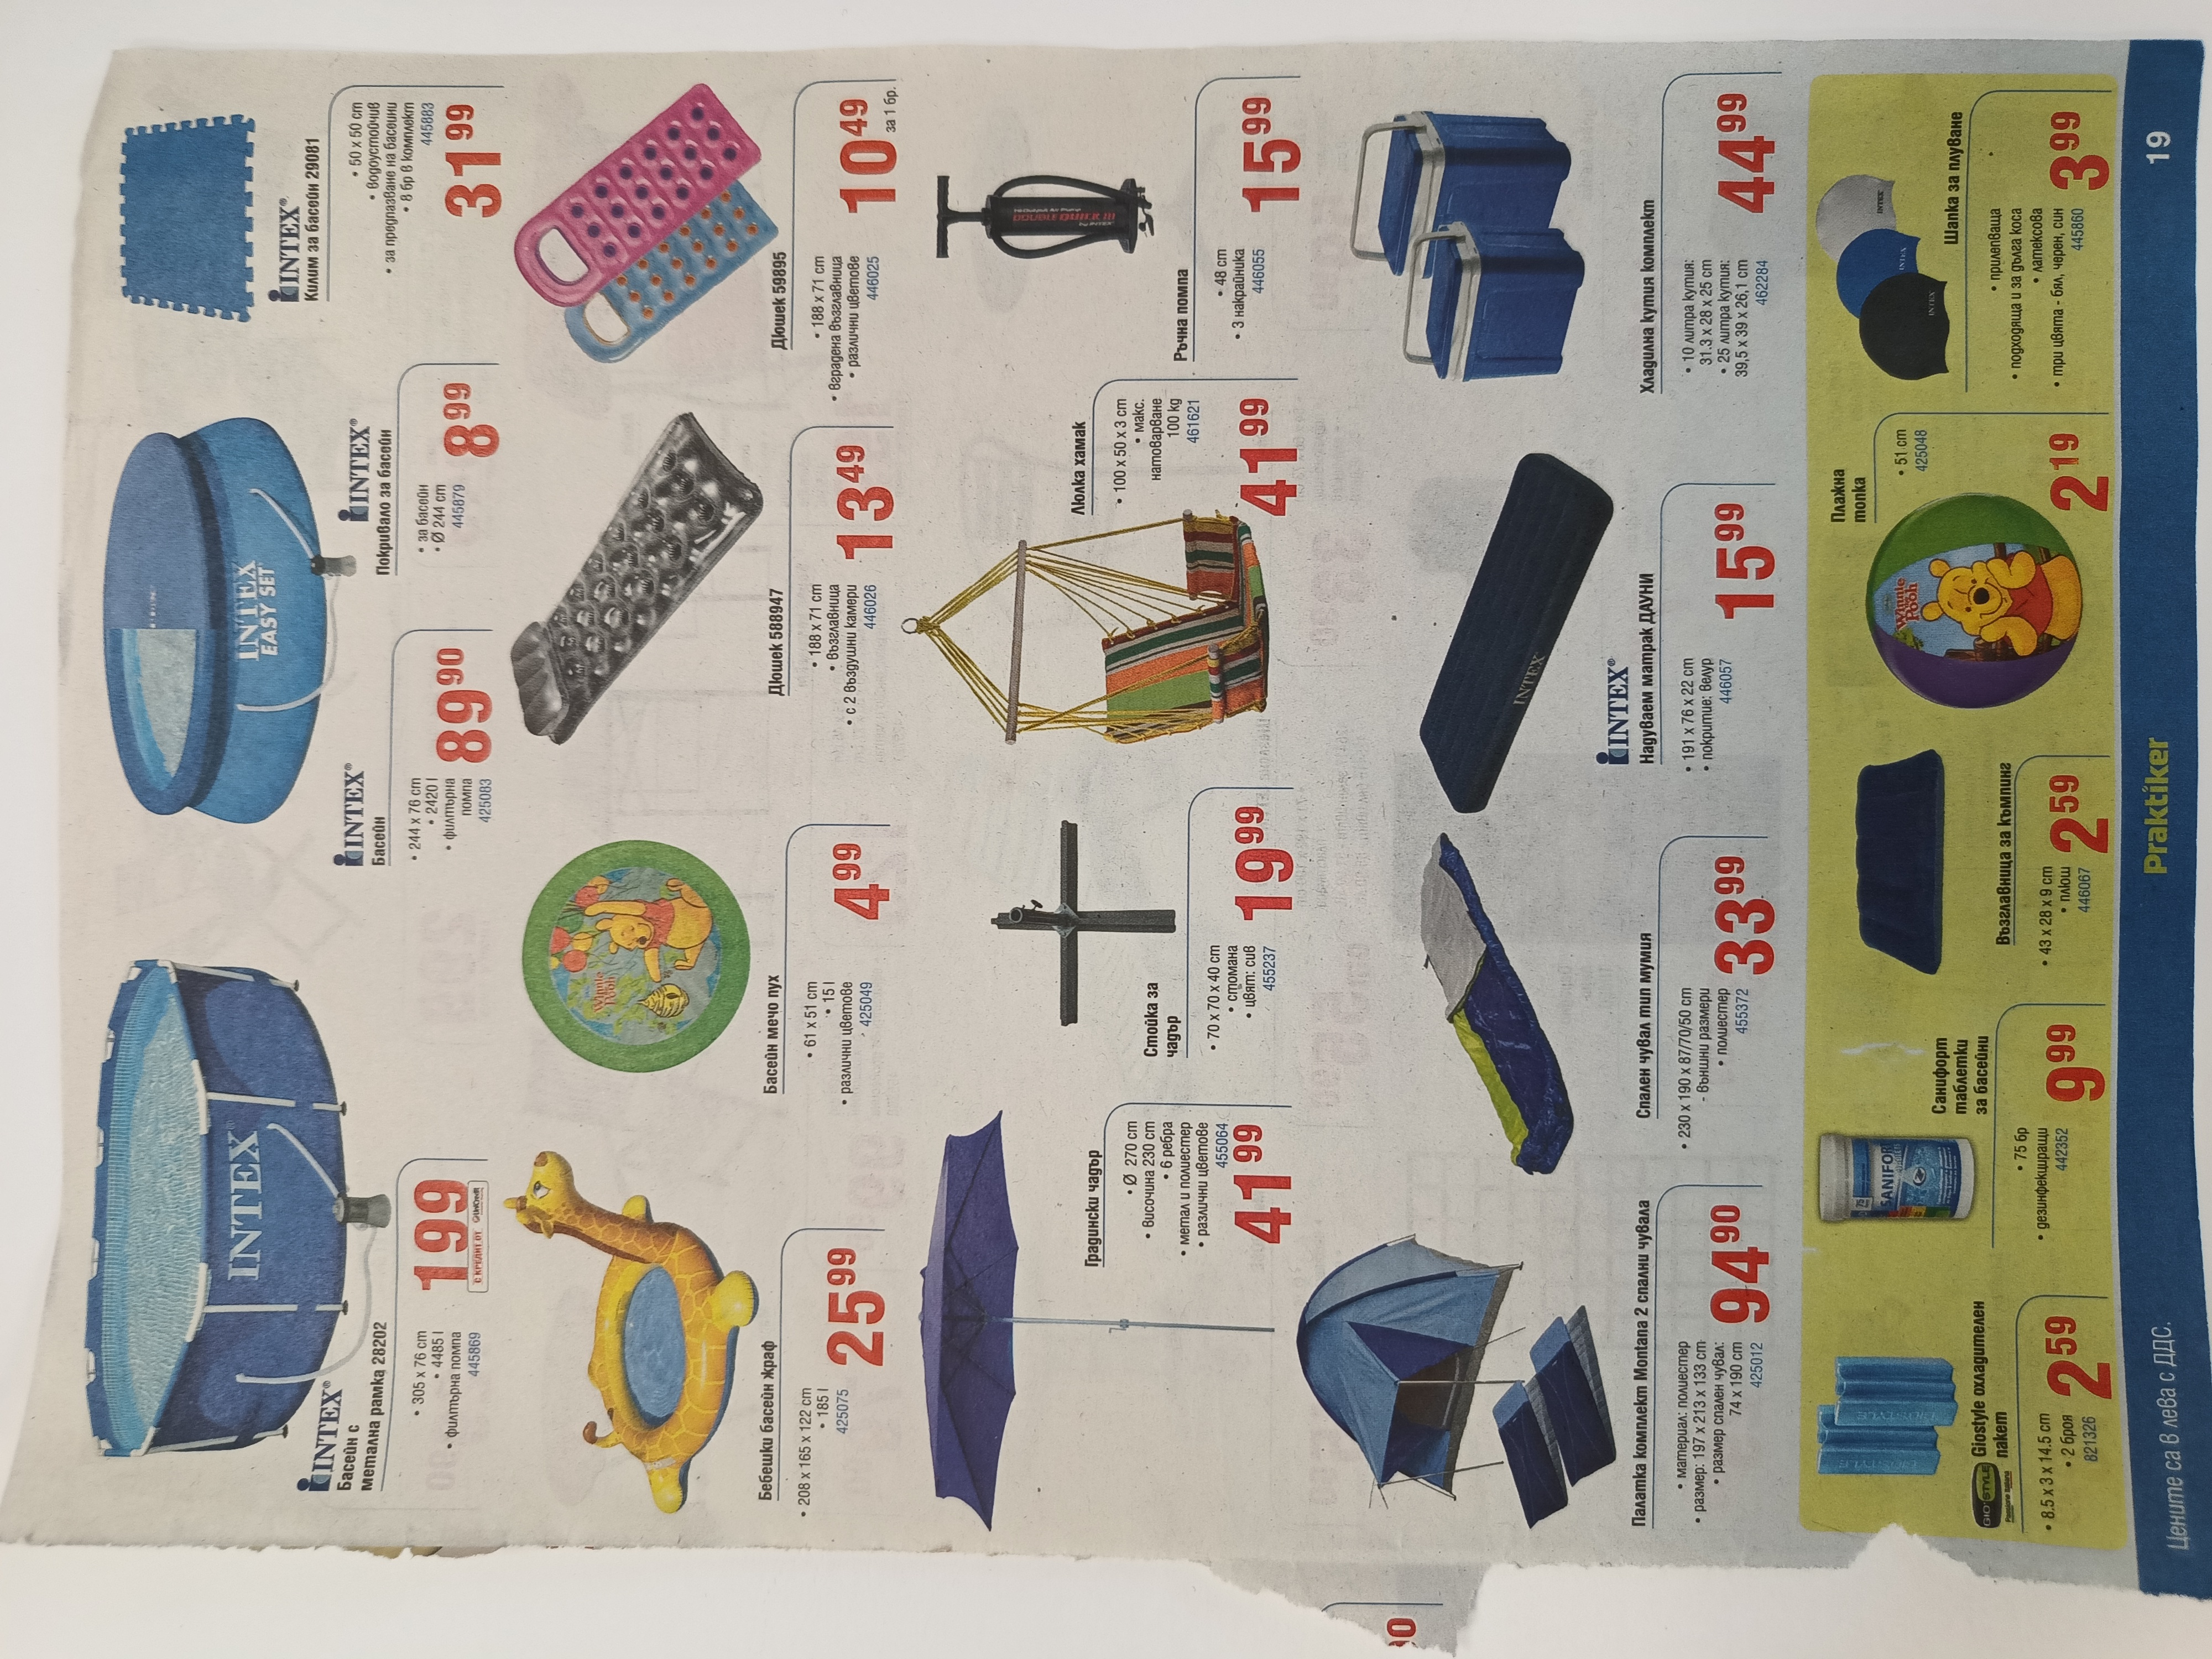 INTEX
INTEX
Басейн с
метална рамка 28202
• 305 x 76 cm
• 4485 l
• филтърна помпа
445869
199
С КРЕДИТ ОТ UniCredit
INTEX
EASY SET
INTEX
Басейн
• 244 x 76 cm
• 2420 l
• филтърна
помпа
425083
89 90
INTEX
Покривало за басейн
• за басейн
• Ø 244 cm
445879
8 99
INTEX
Килим за басейн 29081
• 50 x 50 cm
• водоустойчив
• за предпазване на басейни
• 8 бр в комплект
445883
31 99
Бебешки басейн жраф
• 208 x 165 x 122 cm
• 185 l
425075
25 99
Winnie
the Pooh
Басейн мечо пух
• 61 x 51 cm
• 15 l
• различни цветове
425049
4 99
Дюшек 588947
• 188 x 71 cm
• възглавница
• с 2 въздушни камери
446026
13 49
Дюшек 59895
• 188 x 71 cm
• вградена възглавница
• различни цветове
446025
10 49
за 1 бр.
Градински чадър
• Ø 270 cm
• височина 230 cm
• 6 ребра
• метал и полиестер
• различни цветове
455064
41 99
Стойка за
чадър
• 70 x 70 x 40 cm
• стомана
• цвят: сив
455237
19 99
Люлка хамак
• 100 x 50 x 3 cm
• макс.
натоварване
100 kg
461621
41 99
Ръчна помпа
• 48 cm
• 3 накрайника
446055
15 99
Палатка комплект Montana 2 спални чувала
• материал: полиестер
• размер: 197 x 213 x 133 cm
• размер спален чувал:
74 x 190 cm
425012
94 90
Спален чувал тип мумия
• 230 x 190 x 87/70/50 cm
- външни размери
• полиестер
455372
33 99
INTEX
INTEX
Надуваем матрак ДАУНИ
• 191 x 76 x 22 cm
• покритие: велур
446057
15 99
Хладилна кутия комплект
• 10 литра кутия:
31.3 x 28 x 25 cm
• 25 литра кутия:
39,5 x 39 x 26,1 cm
462284
44 99
GIO STYLE
Passione Italiana
Giostyle охладителен
пакет
• 8.5 x 3 x 14.5 cm
• 2 броя
821326
2 59
75
SANIFOR
Санифорт
таблетки
за басейни
• 75 бр
• дезинфекциращи
442352
9 99
Възглавница за къмпинг
• 43 x 28 x 9 cm
• плюш
446067
2 59
Winnie
the Pooh
Плажна
топка
• 51 cm
425048
2 19
INTEX
INTEX
INTEX
Шапка за плуване
• прилепваща
• подходяща и за дълга коса
• латексова
• три цвята - бял, черен, син
445860
3 99
Цените са в лева с ДДС.
Praktiker
19